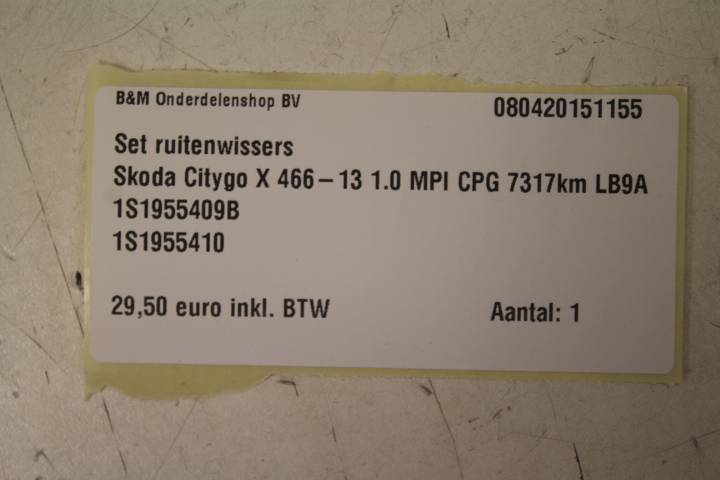 B&M Onderdelenshop BV 080420151155
Set ruitenwissers
Skoda Citygo X 466-13 1.0 MPI CPG 7317km LB9A
1S1955409B
1S1955410
29,50 euro inkl. BTW Aantal: 1